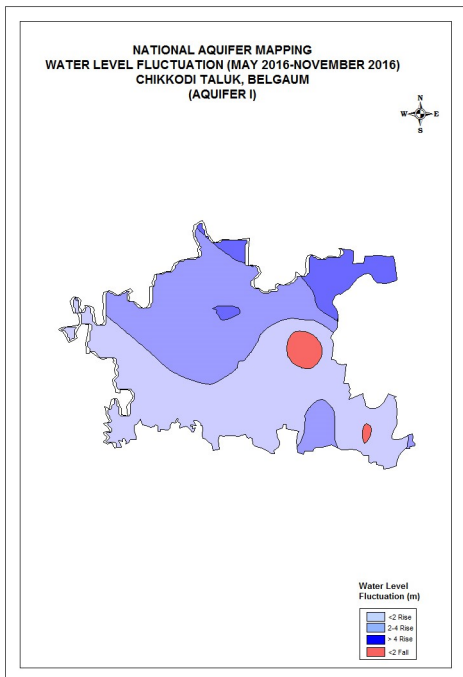 NATIONAL AQUIFER MAPPING
WATER LEVEL FLUCTUATION (MAY 2016-NOVEMBER 2016)
CHIKKODI TALUK, BELGAUM
(AQUIFER I)
N
W E
S
Water Level
Fluctuation (m)
<2 Rise
2-4 Rise
> 4 Rise
<2 Fall